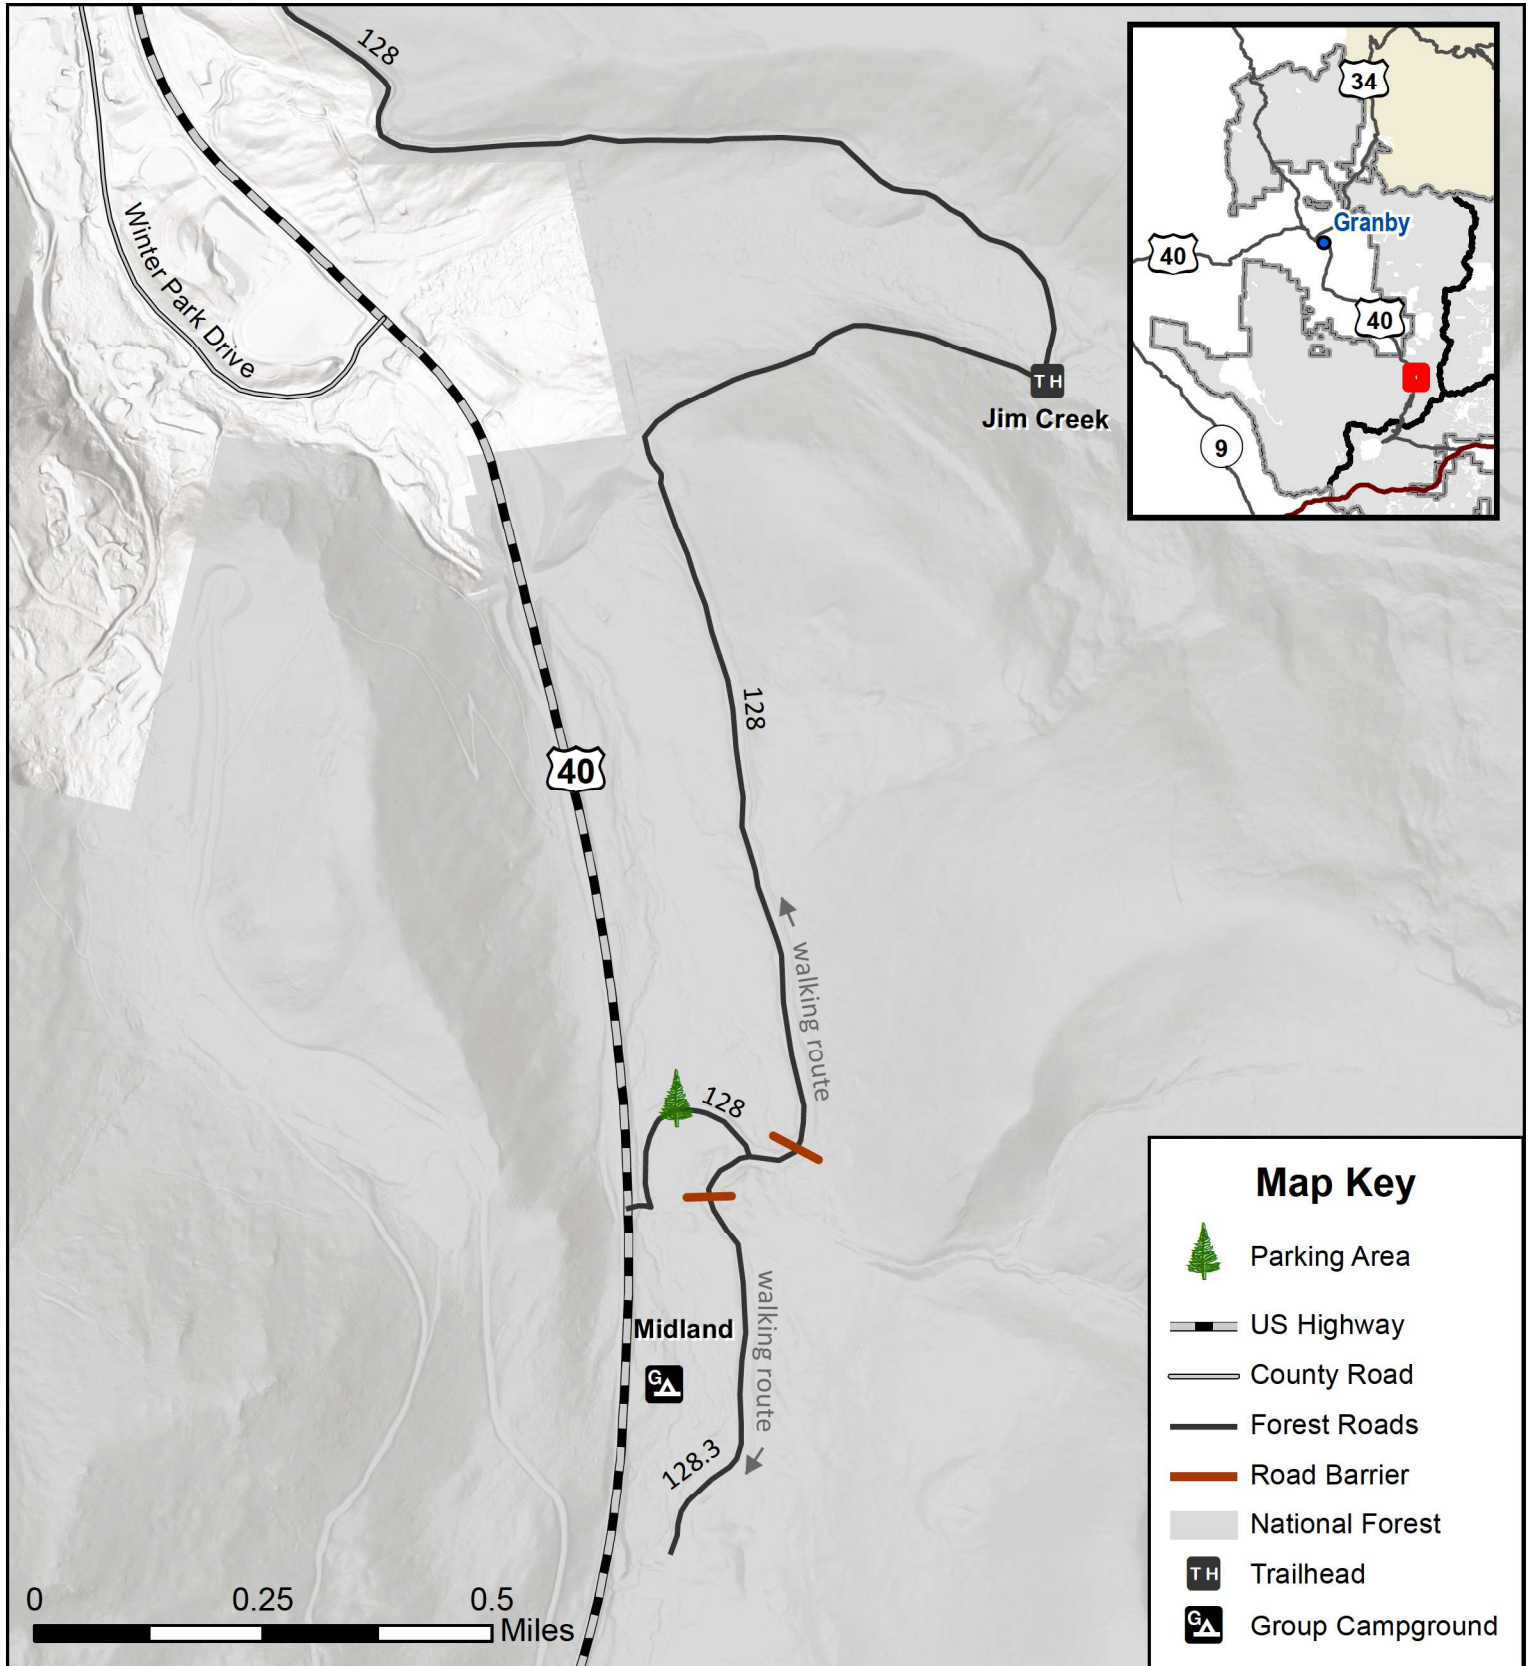 128
34
Granby
40
40
9
Winter Park Drive
TH
Jim Creek
128
40
walking route
128
walking route
Midland
G
128.3
0 0.25 0.5
Miles
Map Key
Parking Area
US Highway
County Road
Forest Roads
Road Barrier
National Forest
TH Trailhead
G Group Campground